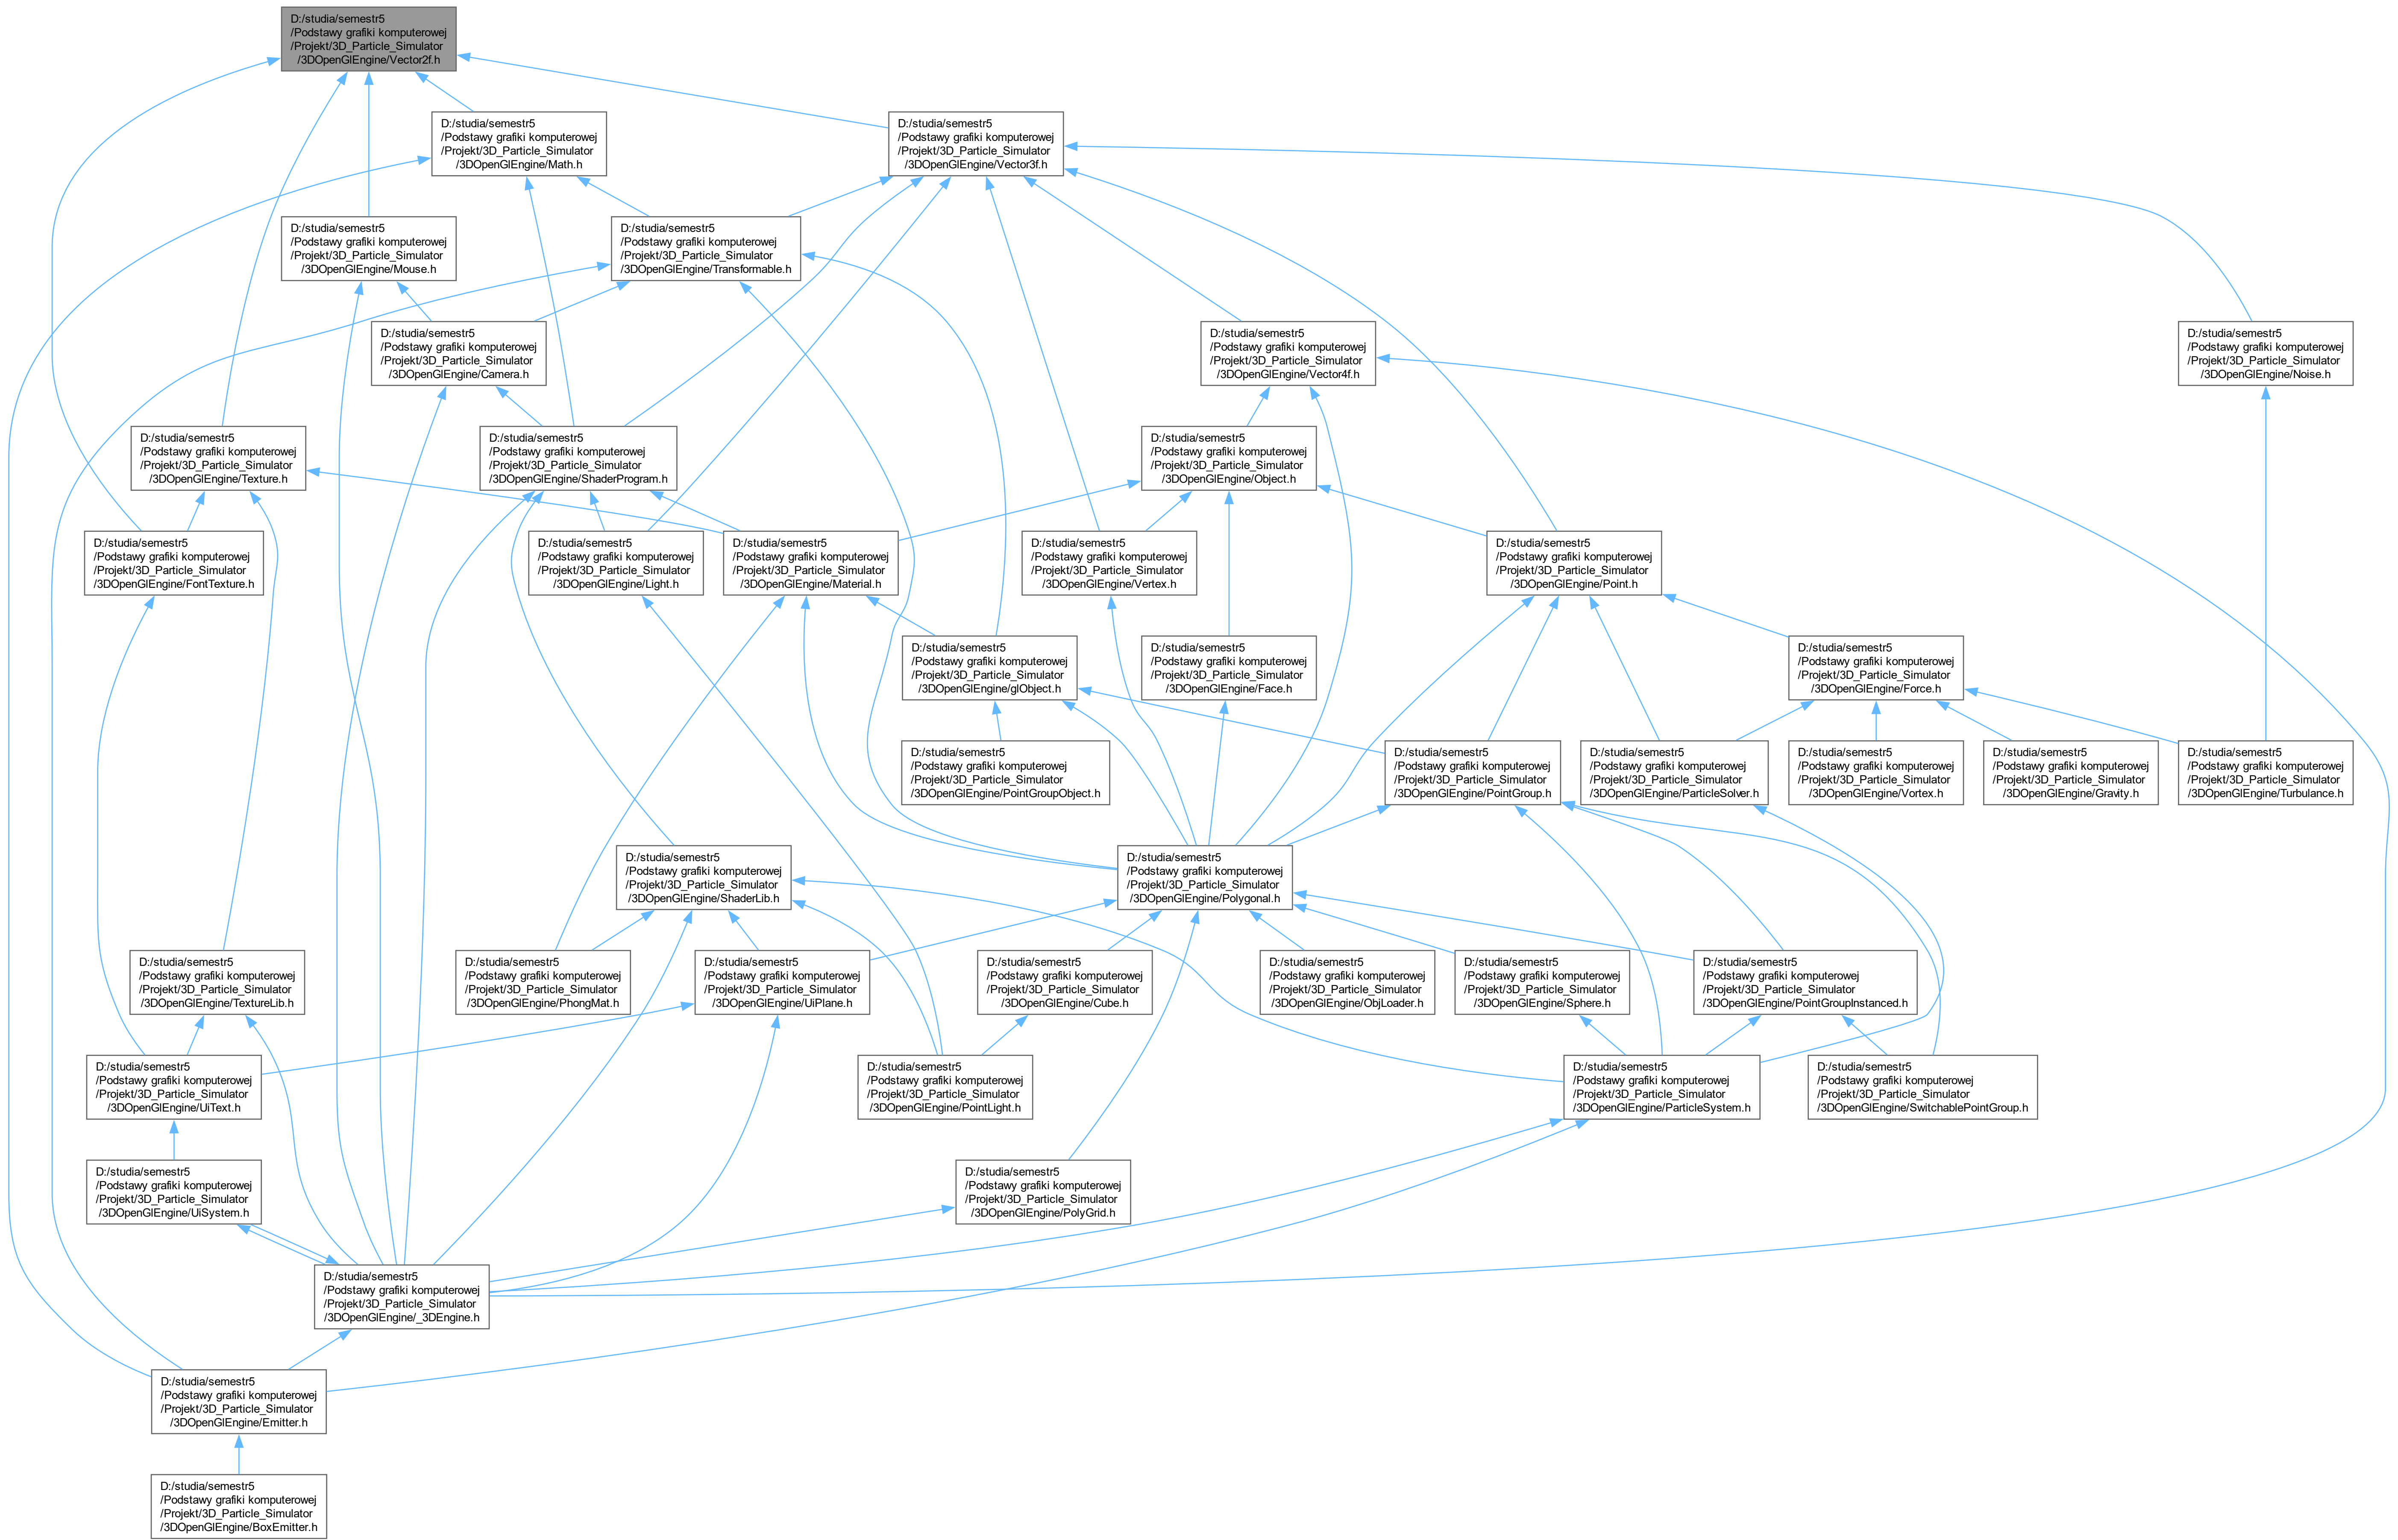 D:/studia/semestr5
/Podstawy grafiki komputerowej
/Projekt/3D_Particle_Simulator
/3DOpenGlEngine/Vector2f.h
D:/studia/semestr5
/Podstawy grafiki komputerowej
/Projekt/3D_Particle_Simulator
/3DOpenGlEngine/Math.h
D:/studia/semestr5
/Podstawy grafiki komputerowej
/Projekt/3D_Particle_Simulator
/3DOpenGlEngine/Vector3f.h
D:/studia/semestr5
/Podstawy grafiki komputerowej
/Projekt/3D_Particle_Simulator
/3DOpenGlEngine/Mouse.h
D:/studia/semestr5
/Podstawy grafiki komputerowej
/Projekt/3D_Particle_Simulator
/3DOpenGlEngine/Transformable.h
D:/studia/semestr5
/Podstawy grafiki komputerowej
/Projekt/3D_Particle_Simulator
/3DOpenGlEngine/Camera.h
D:/studia/semestr5
/Podstawy grafiki komputerowej
/Projekt/3D_Particle_Simulator
/3DOpenGlEngine/Vector4f.h
D:/studia/semestr5
/Podstawy grafiki komputerowej
/Projekt/3D_Particle_Simulator
/3DOpenGlEngine/Noise.h
D:/studia/semestr5
/Podstawy grafiki komputerowej
/Projekt/3D_Particle_Simulator
/3DOpenGlEngine/Texture.h
D:/studia/semestr5
/Podstawy grafiki komputerowej
/Projekt/3D_Particle_Simulator
/3DOpenGlEngine/ShaderProgram.h
D:/studia/semestr5
/Podstawy grafiki komputerowej
/Projekt/3D_Particle_Simulator
/3DOpenGlEngine/Object.h
D:/studia/semestr5
/Podstawy grafiki komputerowej
/Projekt/3D_Particle_Simulator
/3DOpenGlEngine/FontTexture.h
D:/studia/semestr5
/Podstawy grafiki komputerowej
/Projekt/3D_Particle_Simulator
/3DOpenGlEngine/Light.h
D:/studia/semestr5
/Podstawy grafiki komputerowej
/Projekt/3D_Particle_Simulator
/3DOpenGlEngine/Material.h
D:/studia/semestr5
/Podstawy grafiki komputerowej
/Projekt/3D_Particle_Simulator
/3DOpenGlEngine/Vertex.h
D:/studia/semestr5
/Podstawy grafiki komputerowej
/Projekt/3D_Particle_Simulator
/3DOpenGlEngine/Point.h
D:/studia/semestr5
/Podstawy grafiki komputerowej
/Projekt/3D_Particle_Simulator
/3DOpenGlEngine/glObject.h
D:/studia/semestr5
/Podstawy grafiki komputerowej
/Projekt/3D_Particle_Simulator
/3DOpenGlEngine/Face.h
D:/studia/semestr5
/Podstawy grafiki komputerowej
/Projekt/3D_Particle_Simulator
/3DOpenGlEngine/Force.h
D:/studia/semestr5
/Podstawy grafiki komputerowej
/Projekt/3D_Particle_Simulator
/3DOpenGlEngine/PointGroupObject.h
D:/studia/semestr5
/Podstawy grafiki komputerowej
/Projekt/3D_Particle_Simulator
/3DOpenGlEngine/PointGroup.h
D:/studia/semestr5
/Podstawy grafiki komputerowej
/Projekt/3D_Particle_Simulator
/3DOpenGlEngine/ParticleSolver.h
D:/studia/semestr5
/Podstawy grafiki komputerowej
/Projekt/3D_Particle_Simulator
/3DOpenGlEngine/Vortex.h
D:/studia/semestr5
/Podstawy grafiki komputerowej
/Projekt/3D_Particle_Simulator
/3DOpenGlEngine/Gravity.h
D:/studia/semestr5
/Podstawy grafiki komputerowej
/Projekt/3D_Particle_Simulator
/3DOpenGlEngine/Turbulance.h
D:/studia/semestr5
/Podstawy grafiki komputerowej
/Projekt/3D_Particle_Simulator
/3DOpenGlEngine/ShaderLib.h
D:/studia/semestr5
/Podstawy grafiki komputerowej
/Projekt/3D_Particle_Simulator
/3DOpenGlEngine/Polygonal.h
D:/studia/semestr5
/Podstawy grafiki komputerowej
/Projekt/3D_Particle_Simulator
/3DOpenGlEngine/TextureLib.h
D:/studia/semestr5
/Podstawy grafiki komputerowej
/Projekt/3D_Particle_Simulator
/3DOpenGlEngine/PhongMat.h
D:/studia/semestr5
/Podstawy grafiki komputerowej
/Projekt/3D_Particle_Simulator
/3DOpenGlEngine/UiPlane.h
D:/studia/semestr5
/Podstawy grafiki komputerowej
/Projekt/3D_Particle_Simulator
/3DOpenGlEngine/Cube.h
D:/studia/semestr5
/Podstawy grafiki komputerowej
/Projekt/3D_Particle_Simulator
/3DOpenGlEngine/ObjLoader.h
D:/studia/semestr5
/Podstawy grafiki komputerowej
/Projekt/3D_Particle_Simulator
/3DOpenGlEngine/Sphere.h
D:/studia/semestr5
/Podstawy grafiki komputerowej
/Projekt/3D_Particle_Simulator
/3DOpenGlEngine/PointGroupInstanced.h
D:/studia/semestr5
/Podstawy grafiki komputerowej
/Projekt/3D_Particle_Simulator
/3DOpenGlEngine/UiText.h
D:/studia/semestr5
/Podstawy grafiki komputerowej
/Projekt/3D_Particle_Simulator
/3DOpenGlEngine/PointLight.h
D:/studia/semestr5
/Podstawy grafiki komputerowej
/Projekt/3D_Particle_Simulator
/3DOpenGlEngine/ParticleSystem.h
D:/studia/semestr5
/Podstawy grafiki komputerowej
/Projekt/3D_Particle_Simulator
/3DOpenGlEngine/SwitchablePointGroup.h
D:/studia/semestr5
/Podstawy grafiki komputerowej
/Projekt/3D_Particle_Simulator
/3DOpenGlEngine/UiSystem.h
D:/studia/semestr5
/Podstawy grafiki komputerowej
/Projekt/3D_Particle_Simulator
/3DOpenGlEngine/PolyGrid.h
D:/studia/semestr5
/Podstawy grafiki komputerowej
/Projekt/3D_Particle_Simulator
/3DOpenGlEngine/_3DEngine.h
D:/studia/semestr5
/Podstawy grafiki komputerowej
/Projekt/3D_Particle_Simulator
/3DOpenGlEngine/Emitter.h
D:/studia/semestr5
/Podstawy grafiki komputerowej
/Projekt/3D_Particle_Simulator
/3DOpenGlEngine/BoxEmitter.h